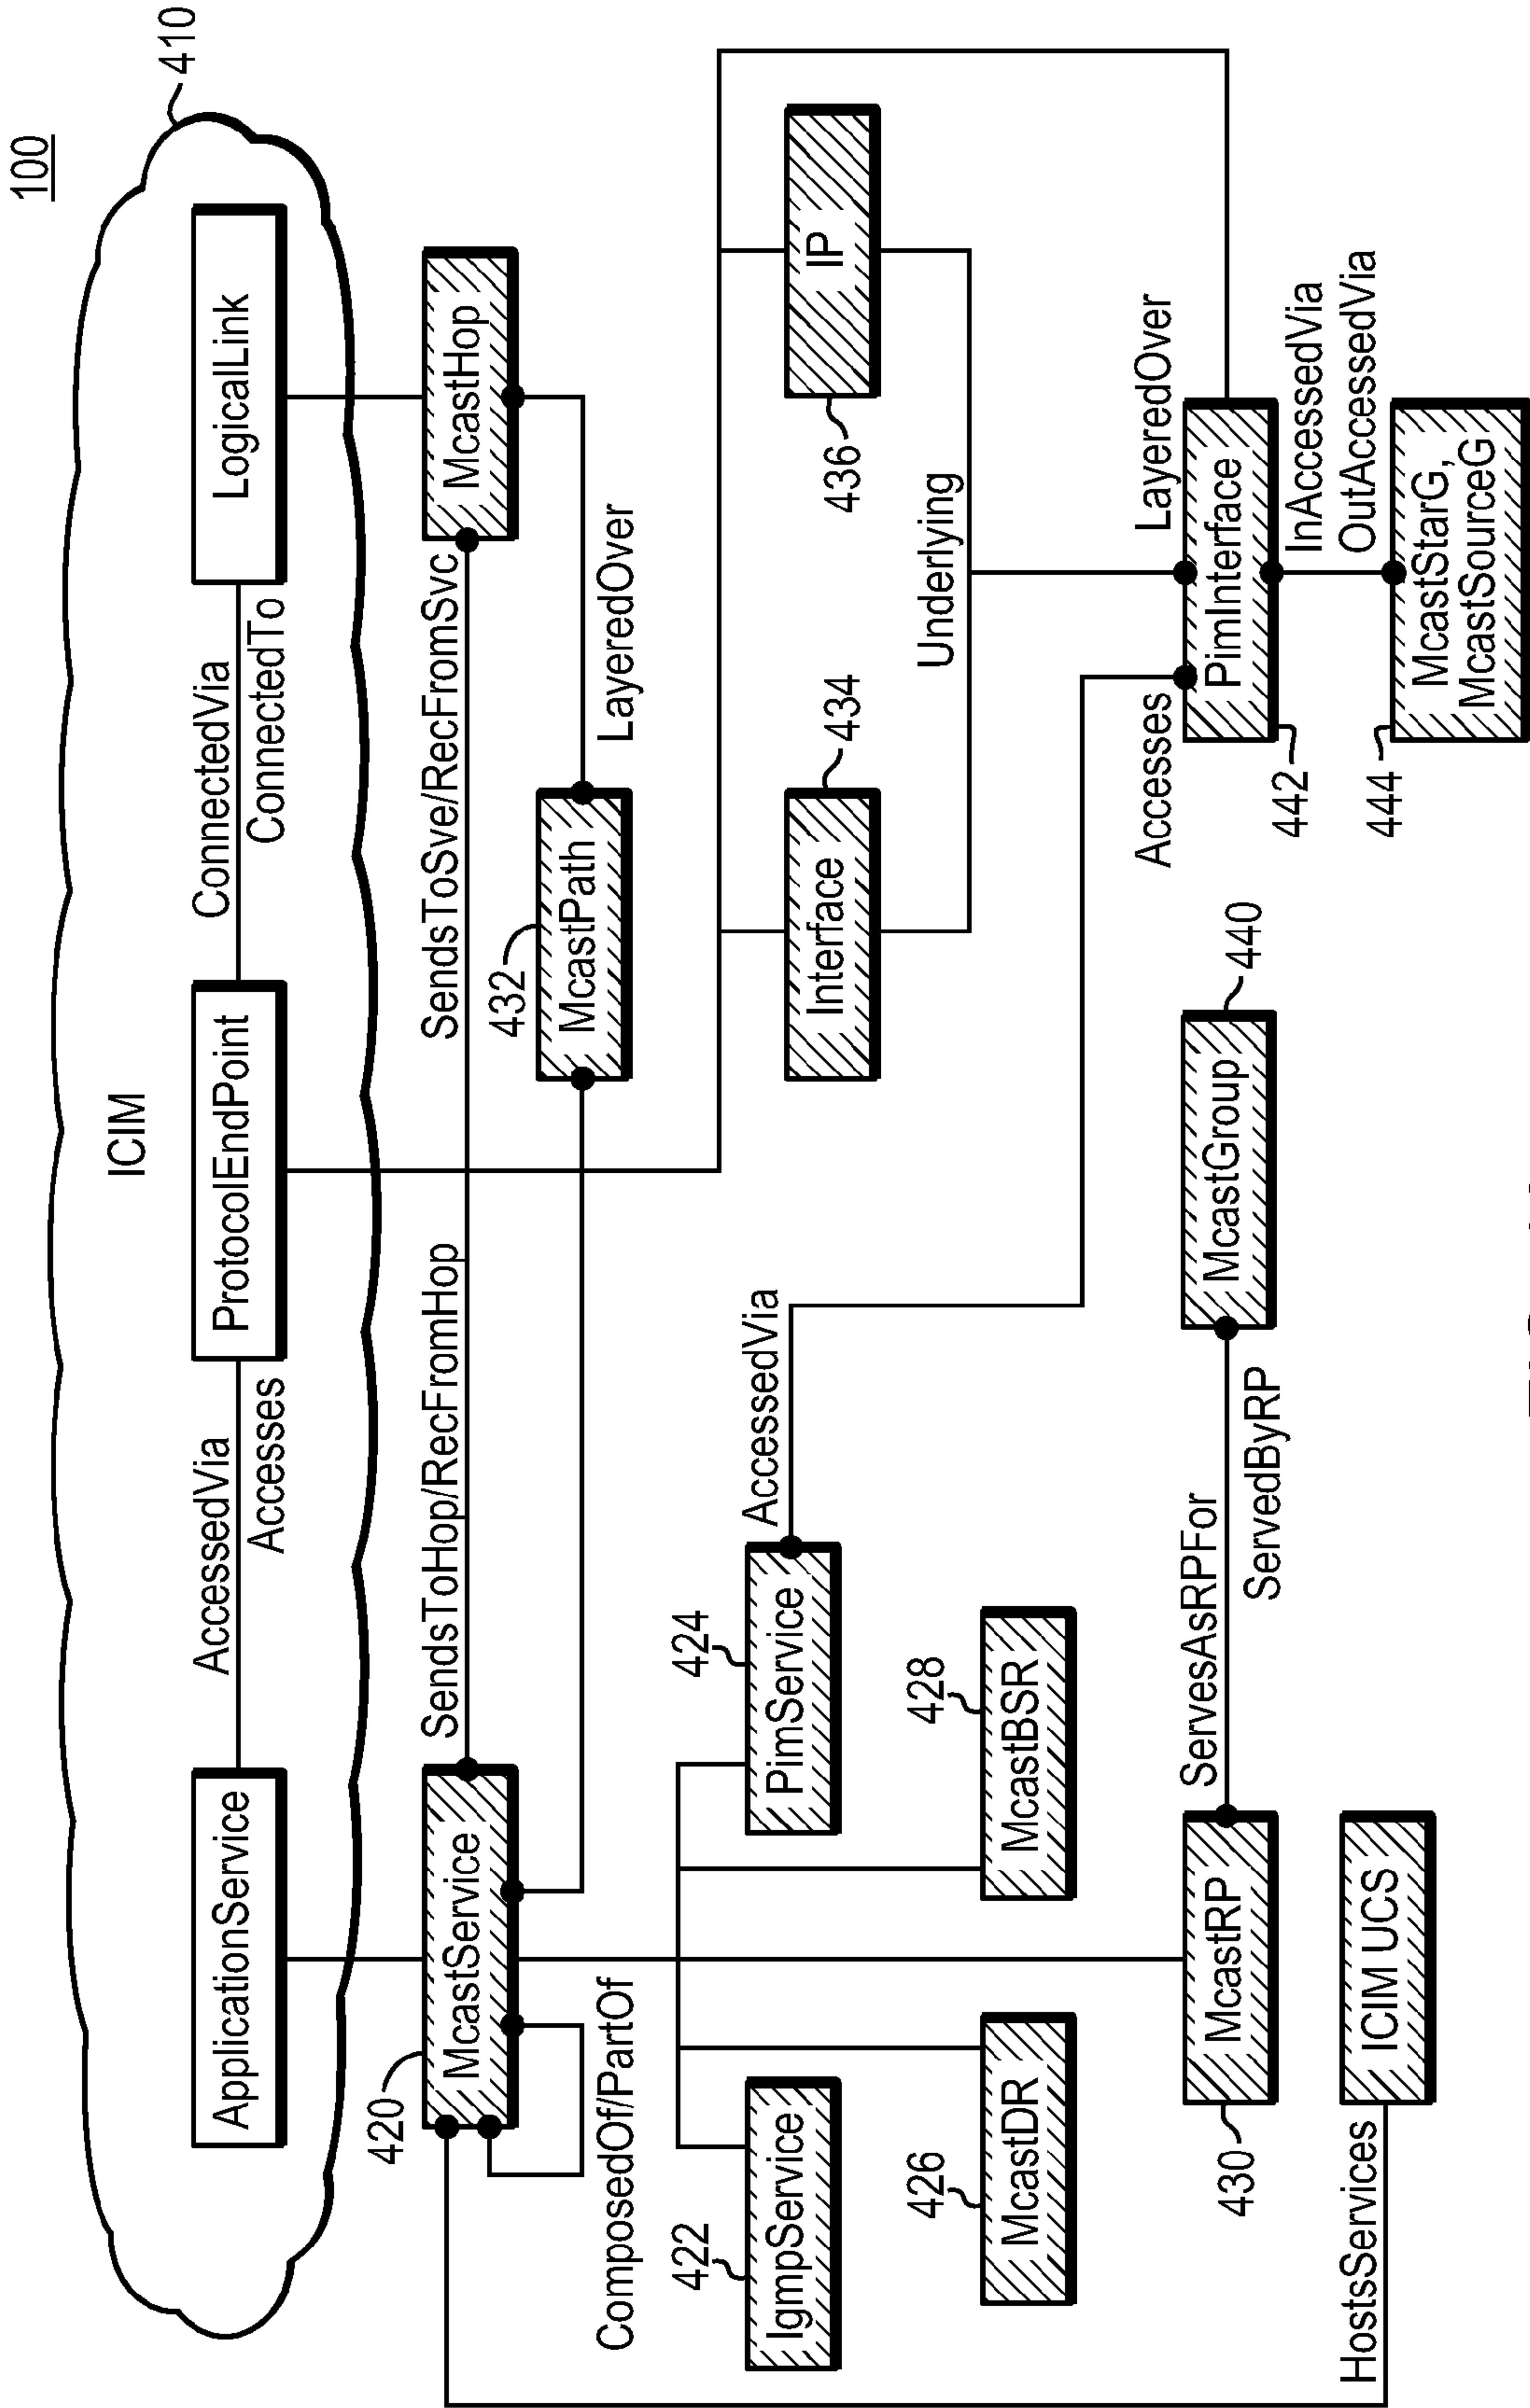 100
410
ICIM
ApplicationService
AccessedVia
Accesses
ProtocolEndPoint
ConnectedVia
ConnectedTo
LogicalLink
420
McastService
SendsToHop/RecFromHop
SendsToSve/RecFromSvc
McastHop
ComposedOf/PartOf
432
McastPath
LayeredOver
422
IgmpService
424
PimService
AccessedVia
Interface
434
IP
436
Underlying
426
McastDR
428
McastBSR
Accesses
LayeredOver
430
McastRP
ServesAsRPFor
ServedByRP
McastGroup
440
PimInterface
442
InAccessedVia
OutAccessedVia
HostsServices
ICIM UCS
444
McastStarG,
McastSourceG